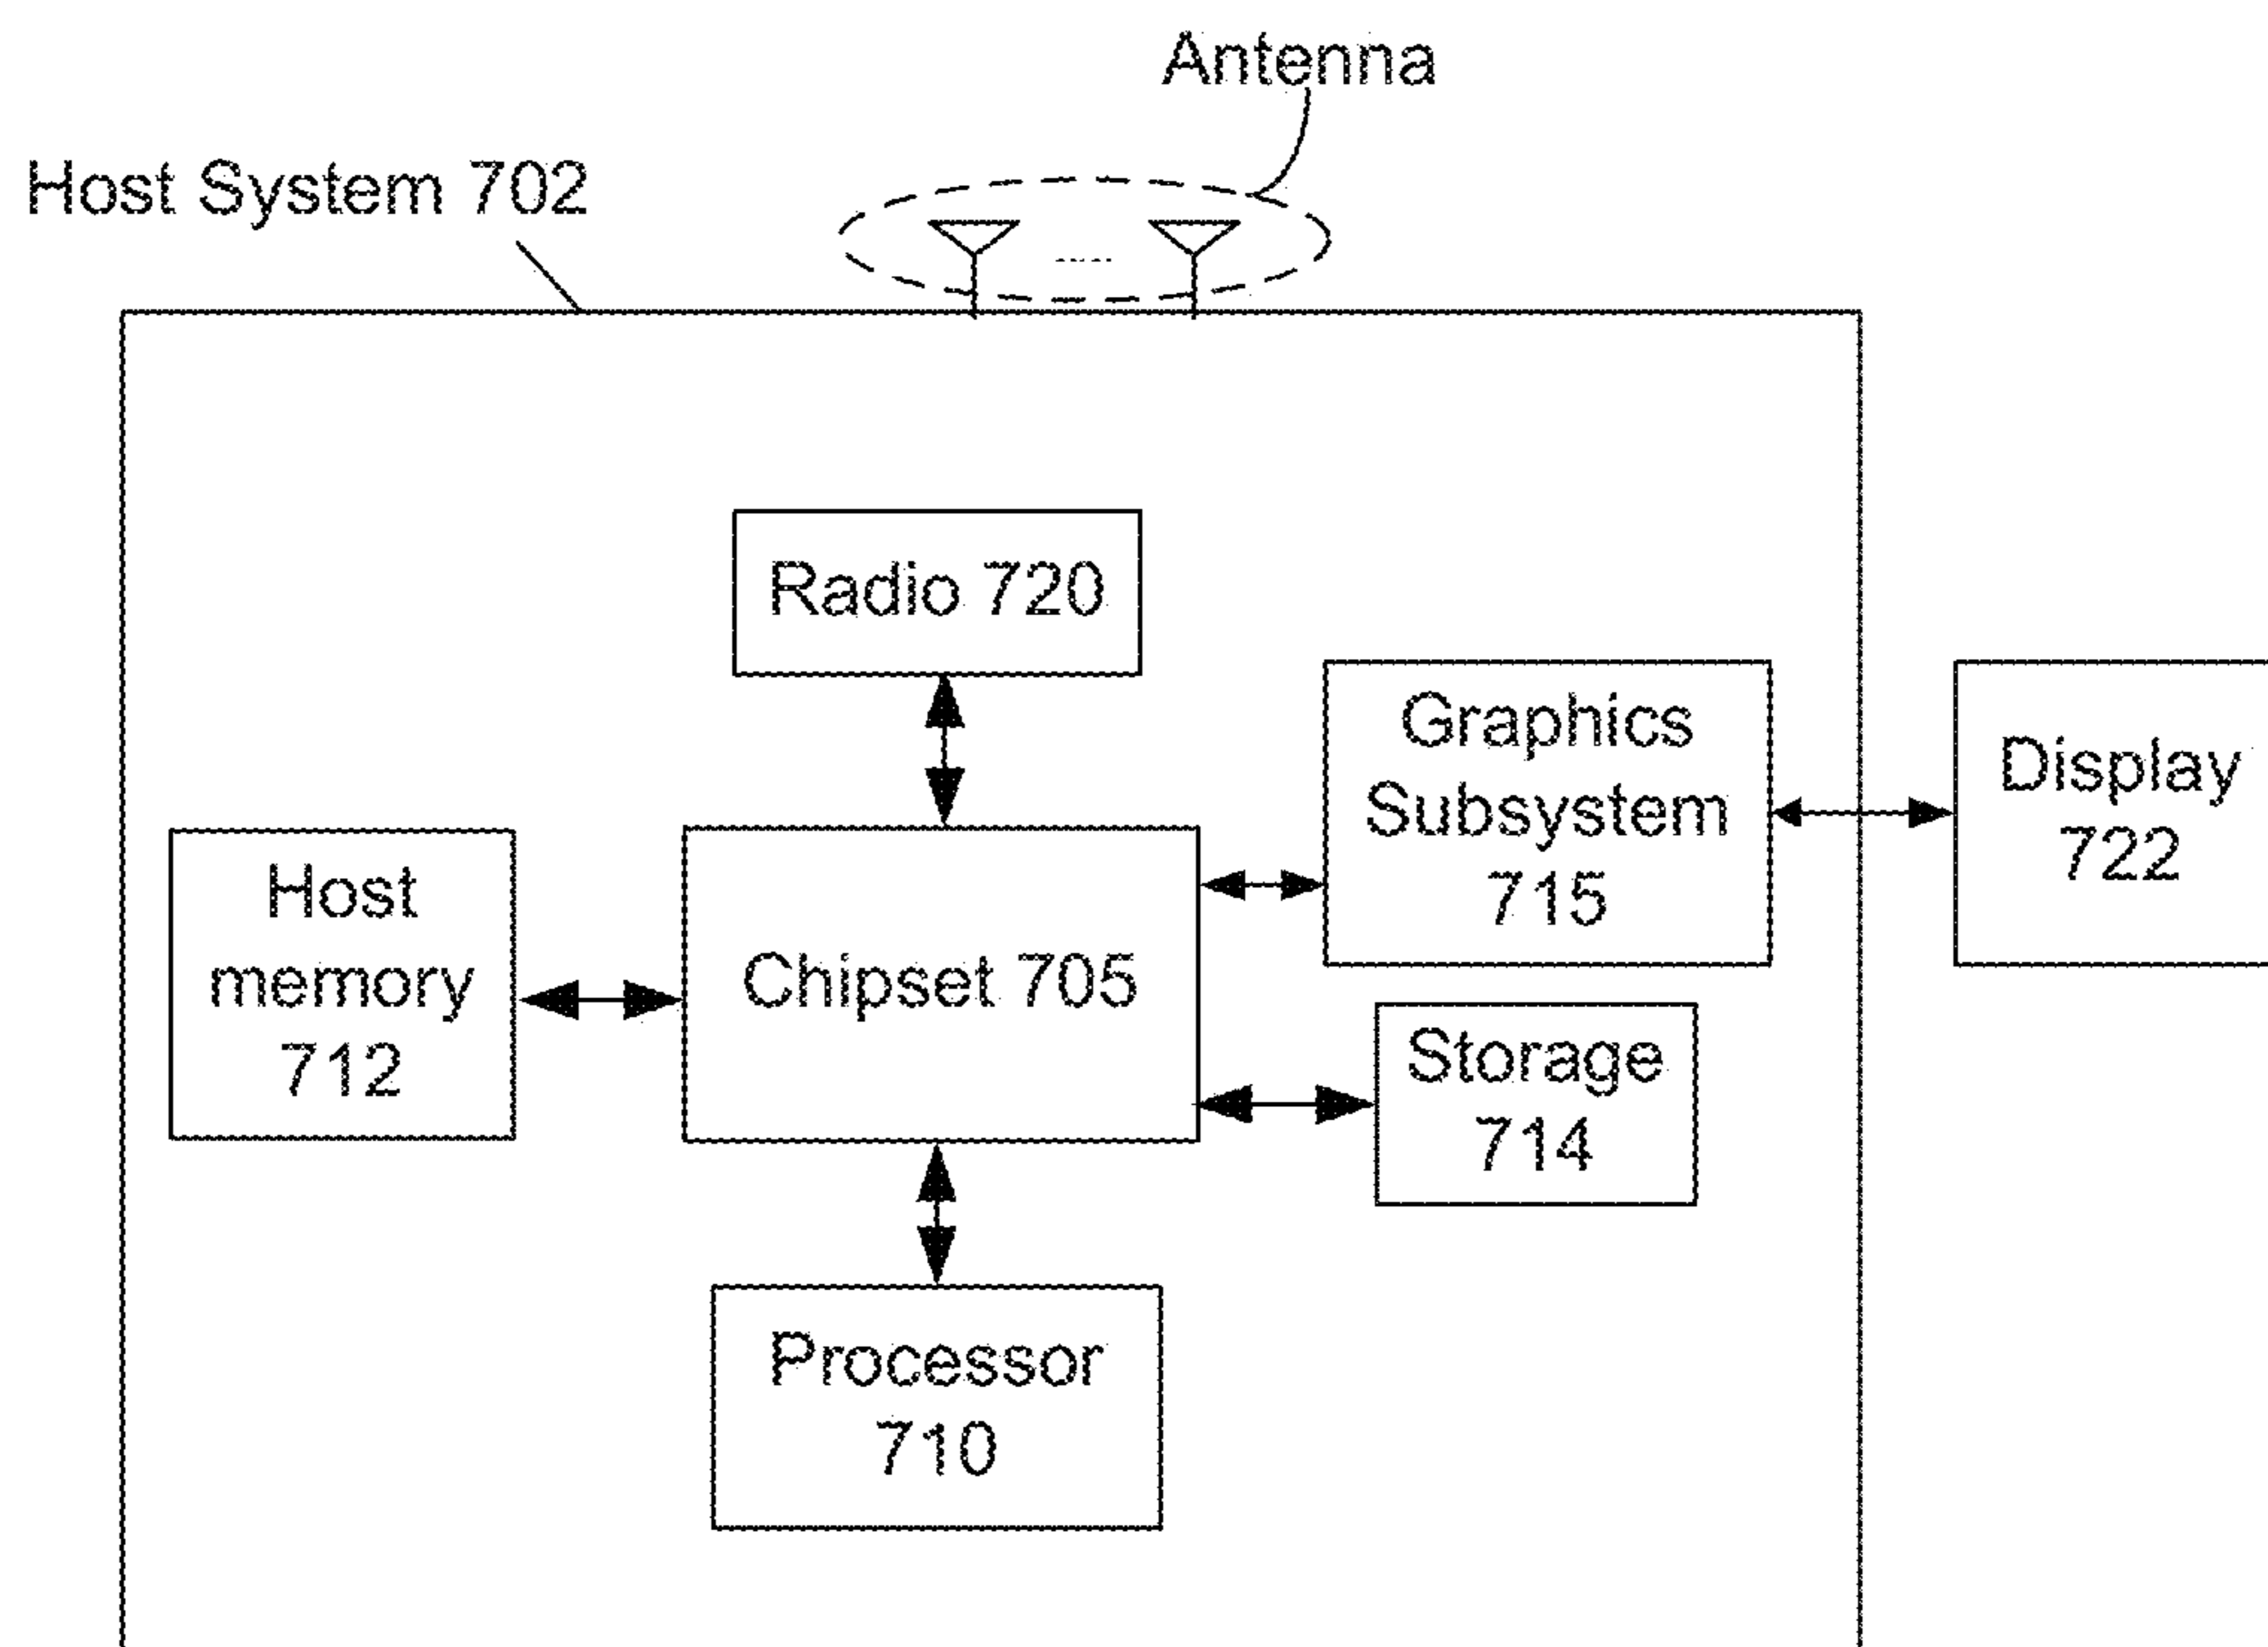 Antenna
Host System 702
Radio 720
Graphics
Subsystem
715
Display
722
Host
memory
712
Chipset 705
Storage
714
Processor
710